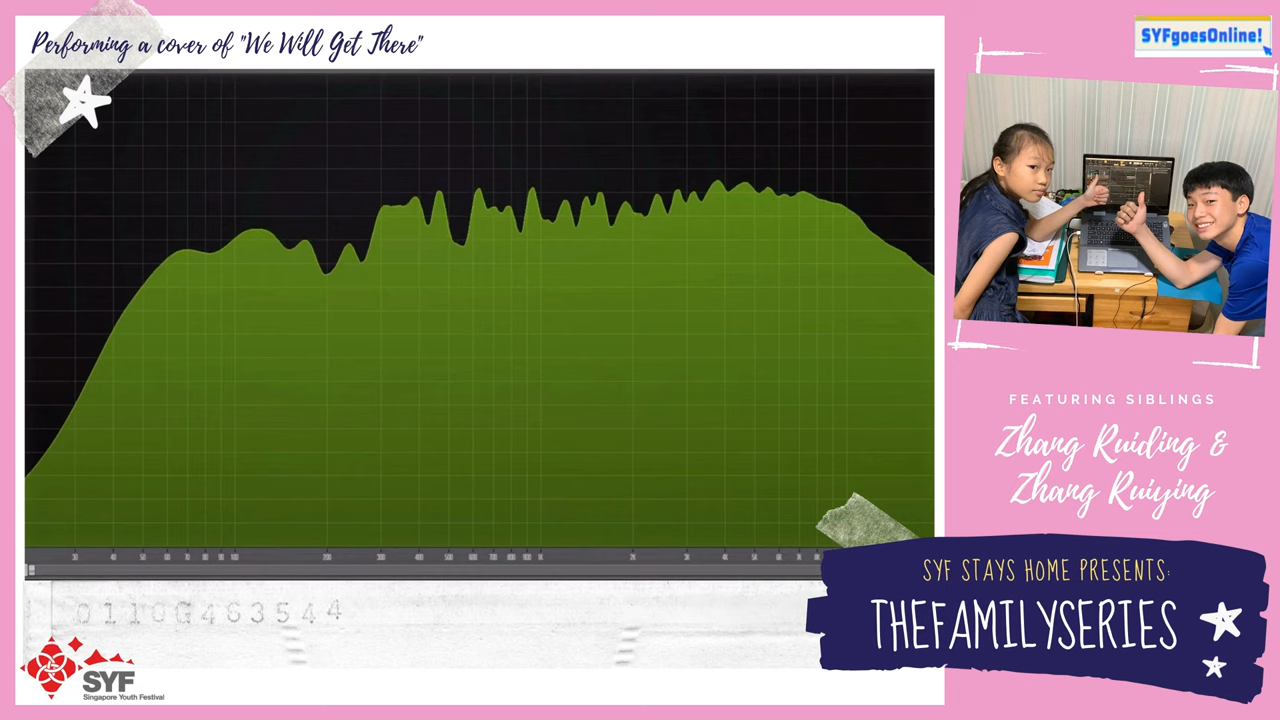 Performing a cover of "We Will Get There"
SYFgoesOnline!
FEATURING SIBLINGS
Zhang Ruiding &
Zhang Ruiying
SYF STAYS HOME PRESENTS:
THEFAMILYSERIES
0110G463544
SYF
Singapore Youth Festival